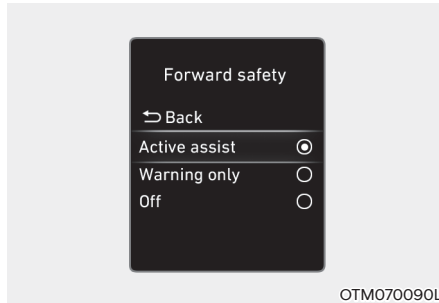 Forward safety
Back
Active assist
Warning only
Off
OTM070090L